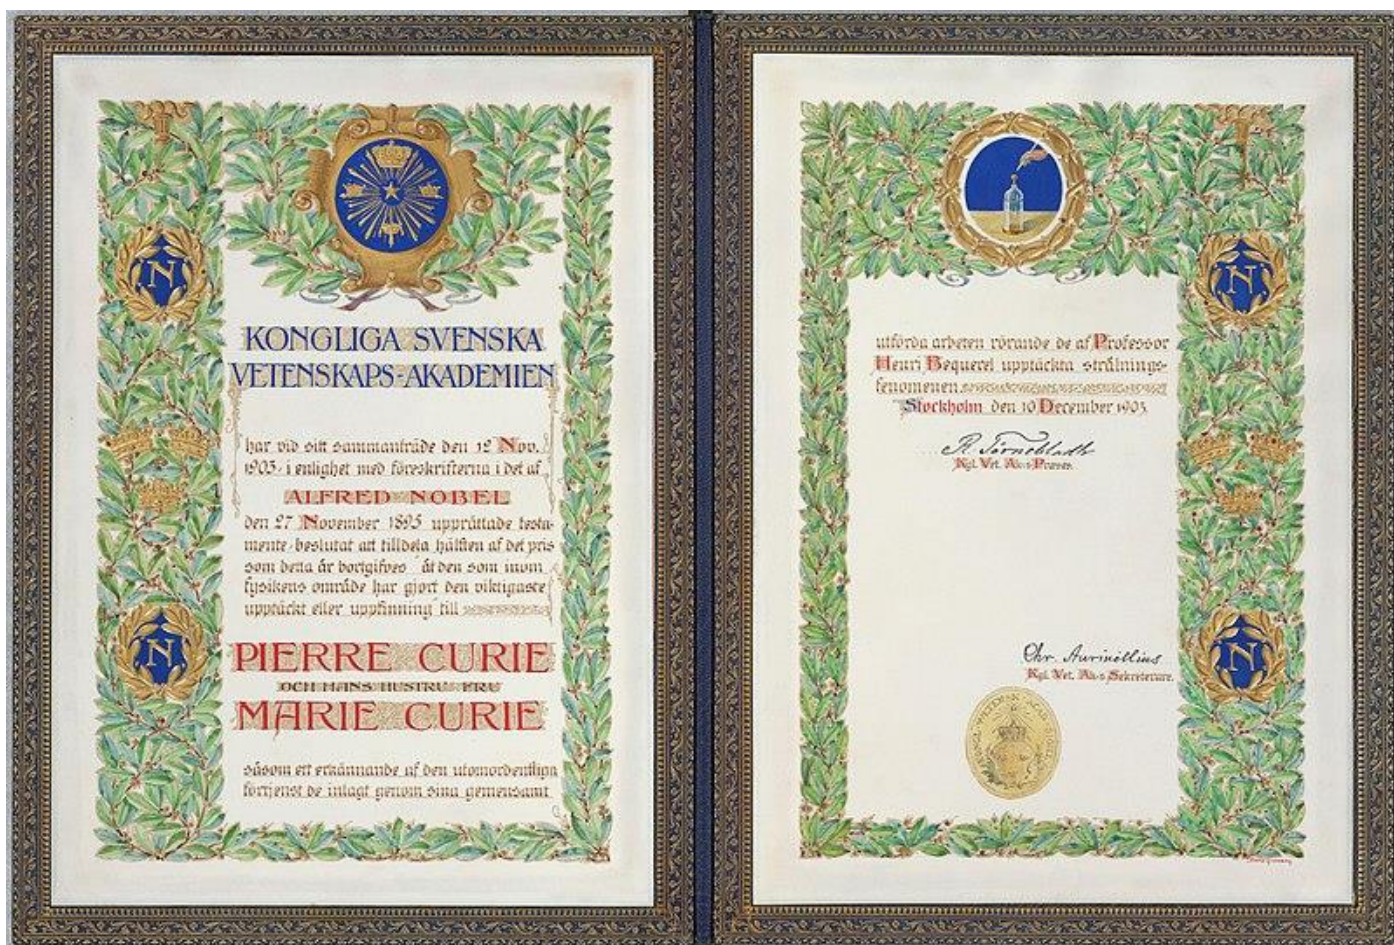 KONGLIGA SVENSKA
VETENSKAPS-AKADEMIEN
har vid sitt sammanträde den 12 Nov.
1903 i enlighet med föreskrifterna i det af
ALFRED NOBEL
den 27 November 1895 upprättade testa-
mente beslutat att tilldela hälften af det pris
som detta år bortgifves åt den som inom
fysikens område har gjort den viktigaste
upptäckt eller uppfinning till
PIERRE CURIE
OCH HANS HUSTRU FRU
MARIE CURIE
såsom ett erkännande af den utomordentliga
förtjenst de inlagt genom sina gemensamt
N
N
utförda arbeten rörande de af Professor
Henri Bequerel upptäckta strålnings-
fenomenen.
Stockholm den 10 December 1903.
R. Törnebladh
Kgl. Vet. Ak:s Præses.
Chr. Aurivillius
Kgl. Vet. Ak:s Sekreterare.
N
N